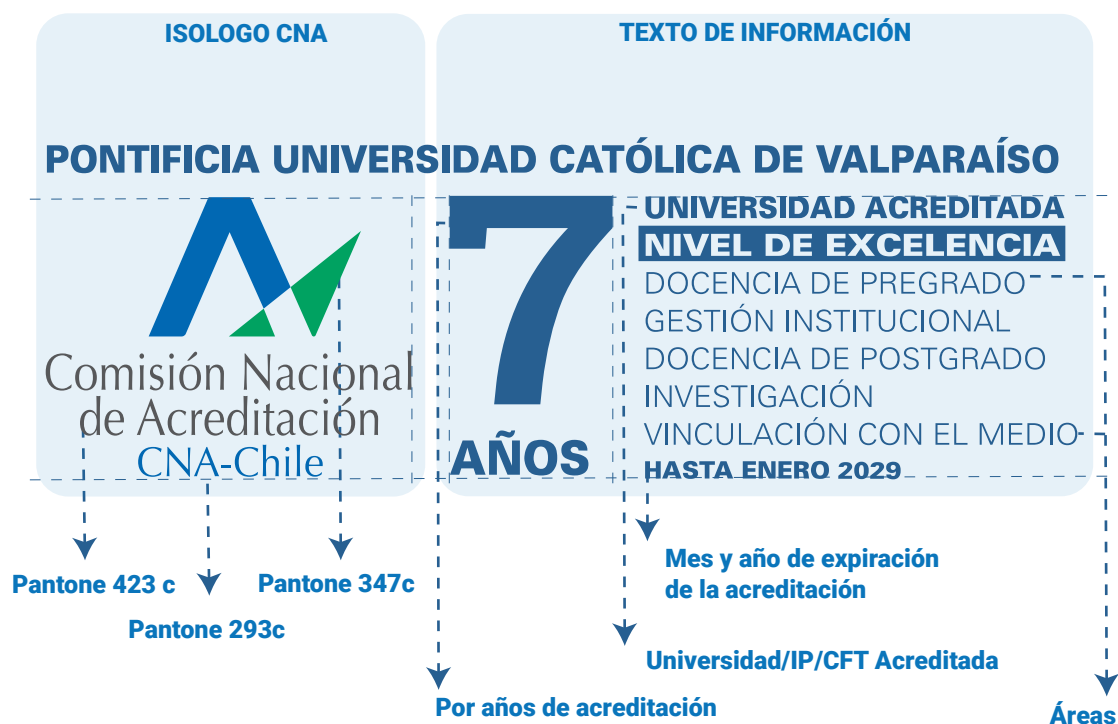 ISOLOGO CNA
TEXTO DE INFORMACIÓN
PONTIFICIA UNIVERSIDAD CATÓLICA DE VALPARAÍSO
Comisión Nacional
de Acreditación
CNA-Chile
7
AÑOS
UNIVERSIDAD ACREDITADA
NIVEL DE EXCELENCIA
DOCENCIA DE PREGRADO
GESTIÓN INSTITUCIONAL
DOCENCIA DE POSTGRADO
INVESTIGACIÓN
VINCULACIÓN CON EL MEDIO
HASTA ENERO 2029
Pantone 423 c
Pantone 293c
Pantone 347c
Mes y año de expiración
de la acreditación
Universidad/IP/CFT Acreditada
Por años de acreditación
Áreas